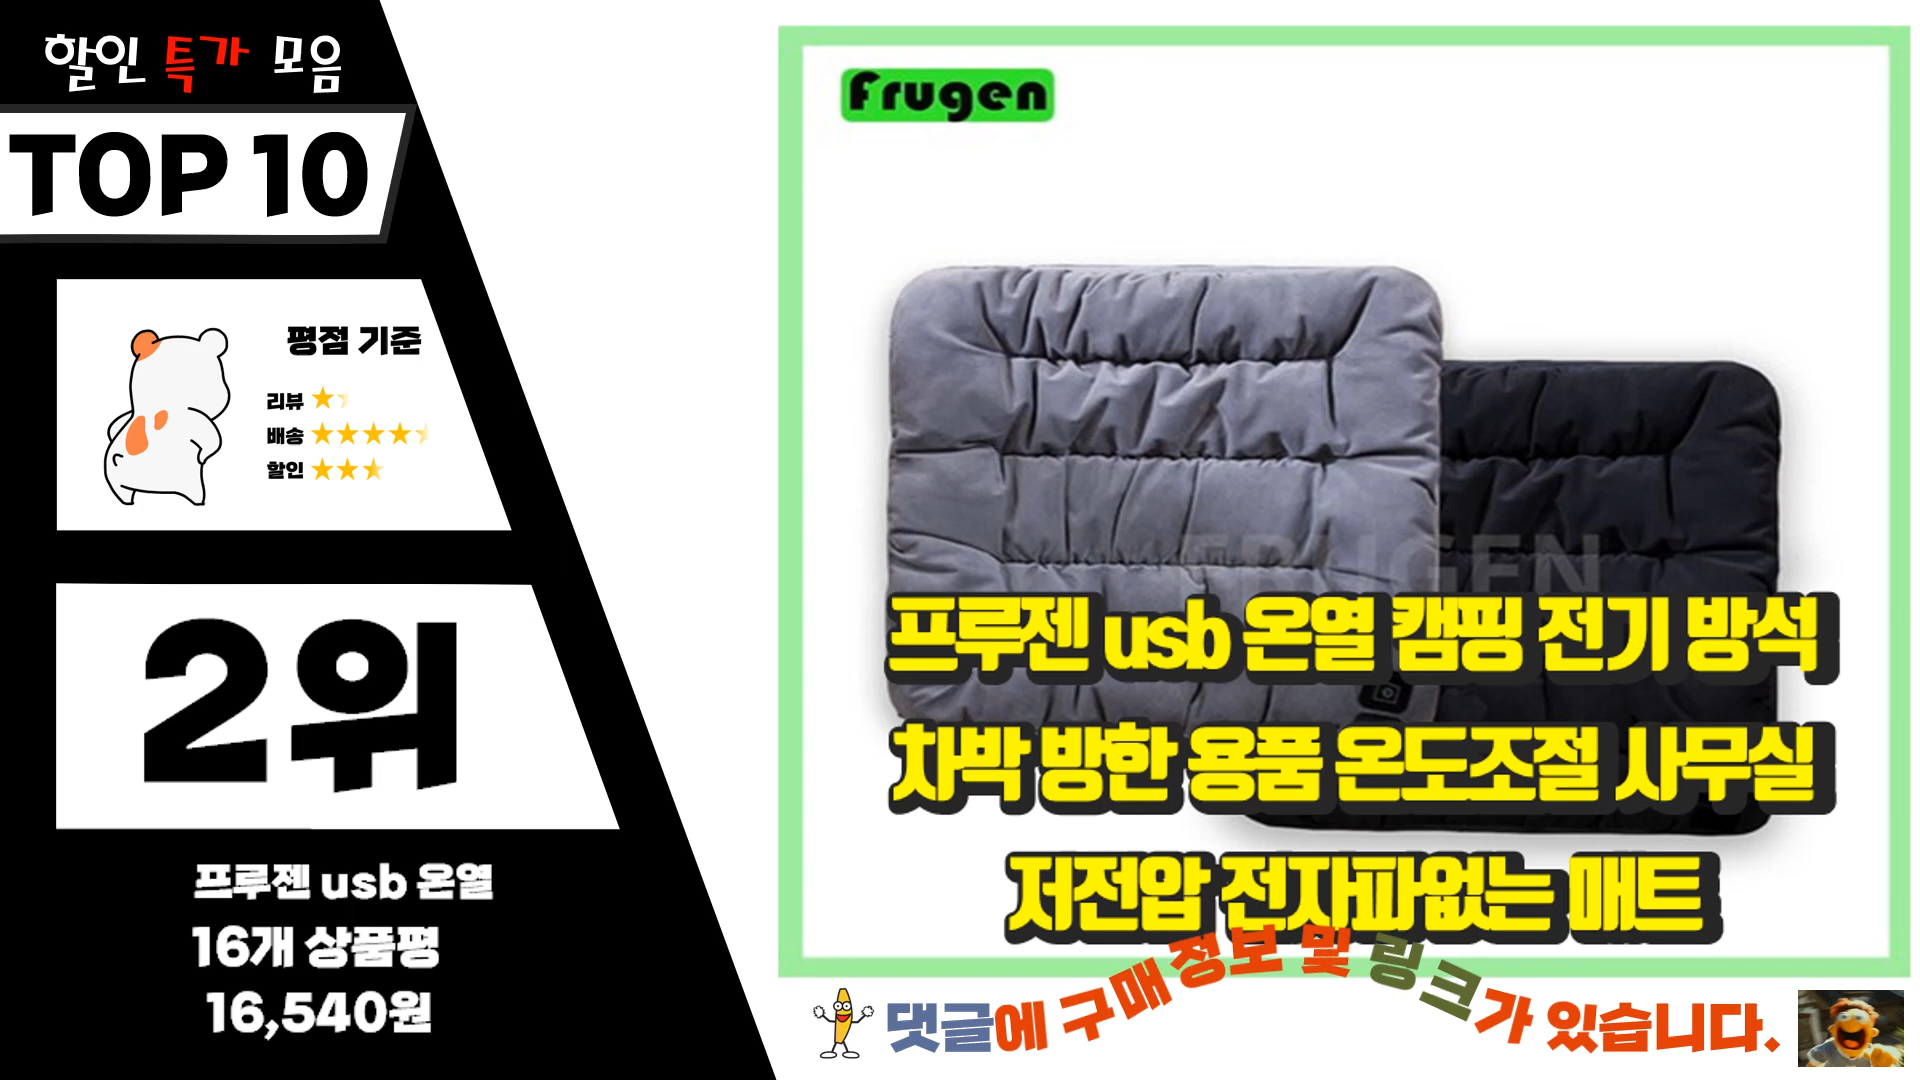 할인 특가 모음
TOP 10
평점 기준
리뷰
배송
할인
2위
프루젠 usb 온열
16개 상품평
16,540원
Frugen
FRUGEN
프루젠 usb 온열 캠핑 전기 방석
차박 방한 용품 온도조절 사무실
저전압 전자파없는 매트
댓글에 구매 정보 및 링크가 있습니다.